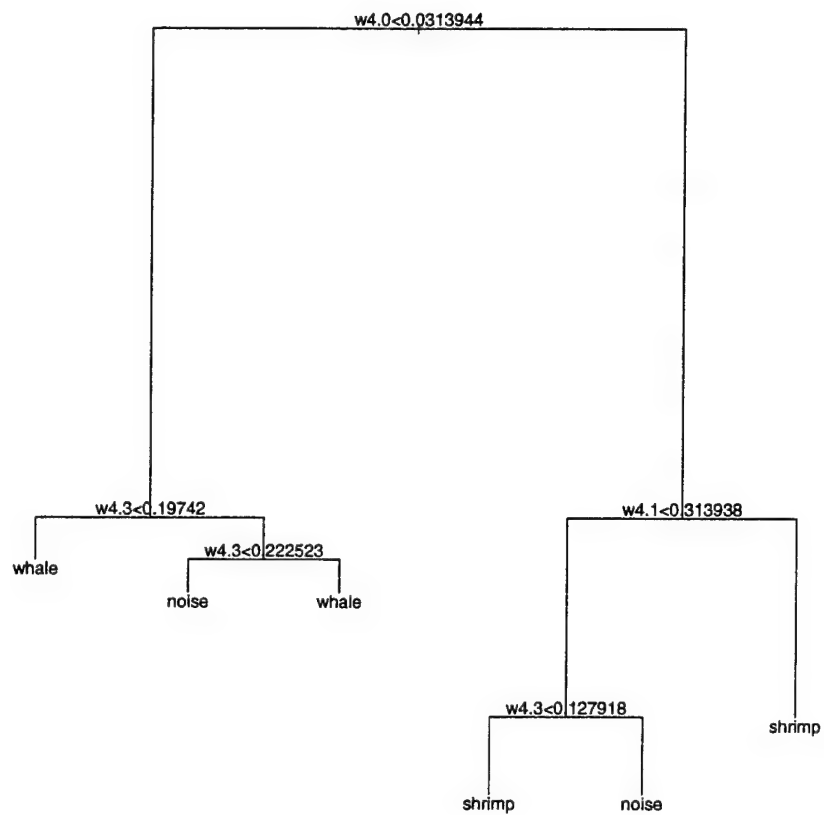 w4.0<0.0313944
w4.3<0.19742
w4.1<0.313938
w4.3<0.222523
whale
noise
whale
w4.3<0.127918
shrimp
shrimp
noise